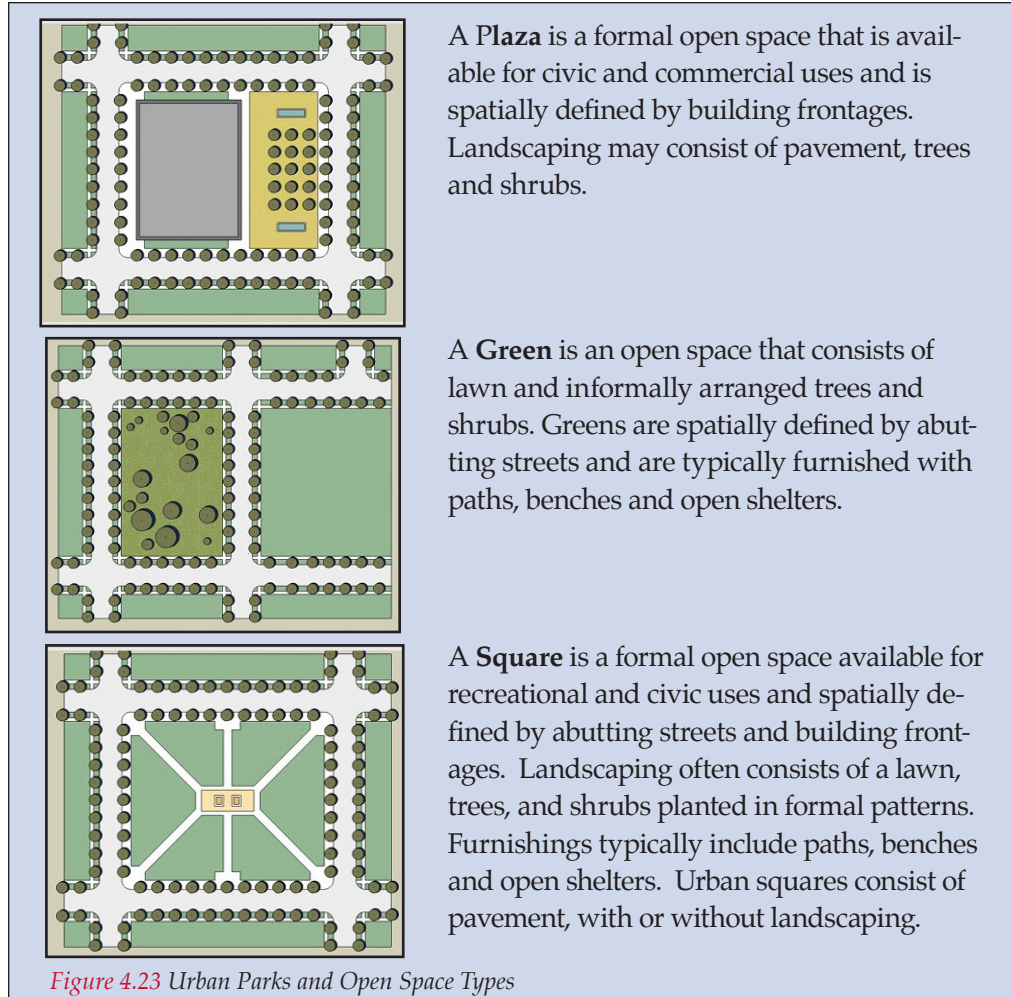 A Plaza is a formal open space that is avail-
able for civic and commercial uses and is
spatially defined by building frontages.
Landscaping may consist of pavement, trees
and shrubs.
A Green is an open space that consists of
lawn and informally arranged trees and
shrubs. Greens are spatially defined by abut-
ting streets and are typically furnished with
paths, benches and open shelters.
A Square is a formal open space available for
recreational and civic uses and spatially de-
fined by abutting streets and building front-
ages.  Landscaping often consists of a lawn,
trees, and shrubs planted in formal patterns.
Furnishings typically include paths, benches
and open shelters.  Urban squares consist of
pavement, with or without landscaping.
Figure 4.23 Urban Parks and Open Space Types